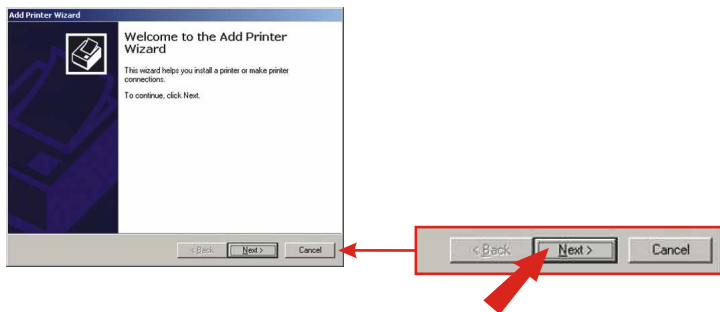 Add Printer Wizard
Welcome to the Add Printer
Wizard
This wizard helps you install a printer or make printer
connections.
To continue, click Next.
< Back Next > Cancel
< Back Next > Cancel